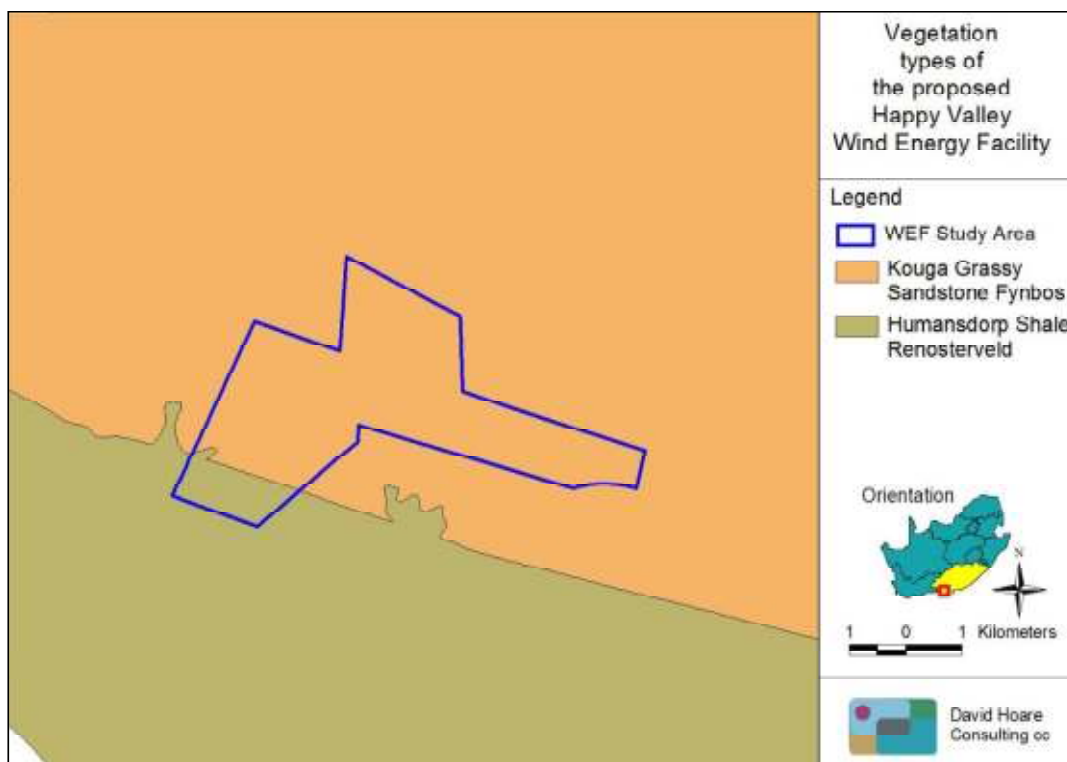 Vegetation
types of
the proposed
Happy Valley
Wind Energy Facility
Legend
WEF Study Area
Kouga Grassy
Sandstone Fynbos
Humansdorp Shale
Renosterveld
Orientation
N
1 0 1 Kilometers
David Hoare
Consulting cc